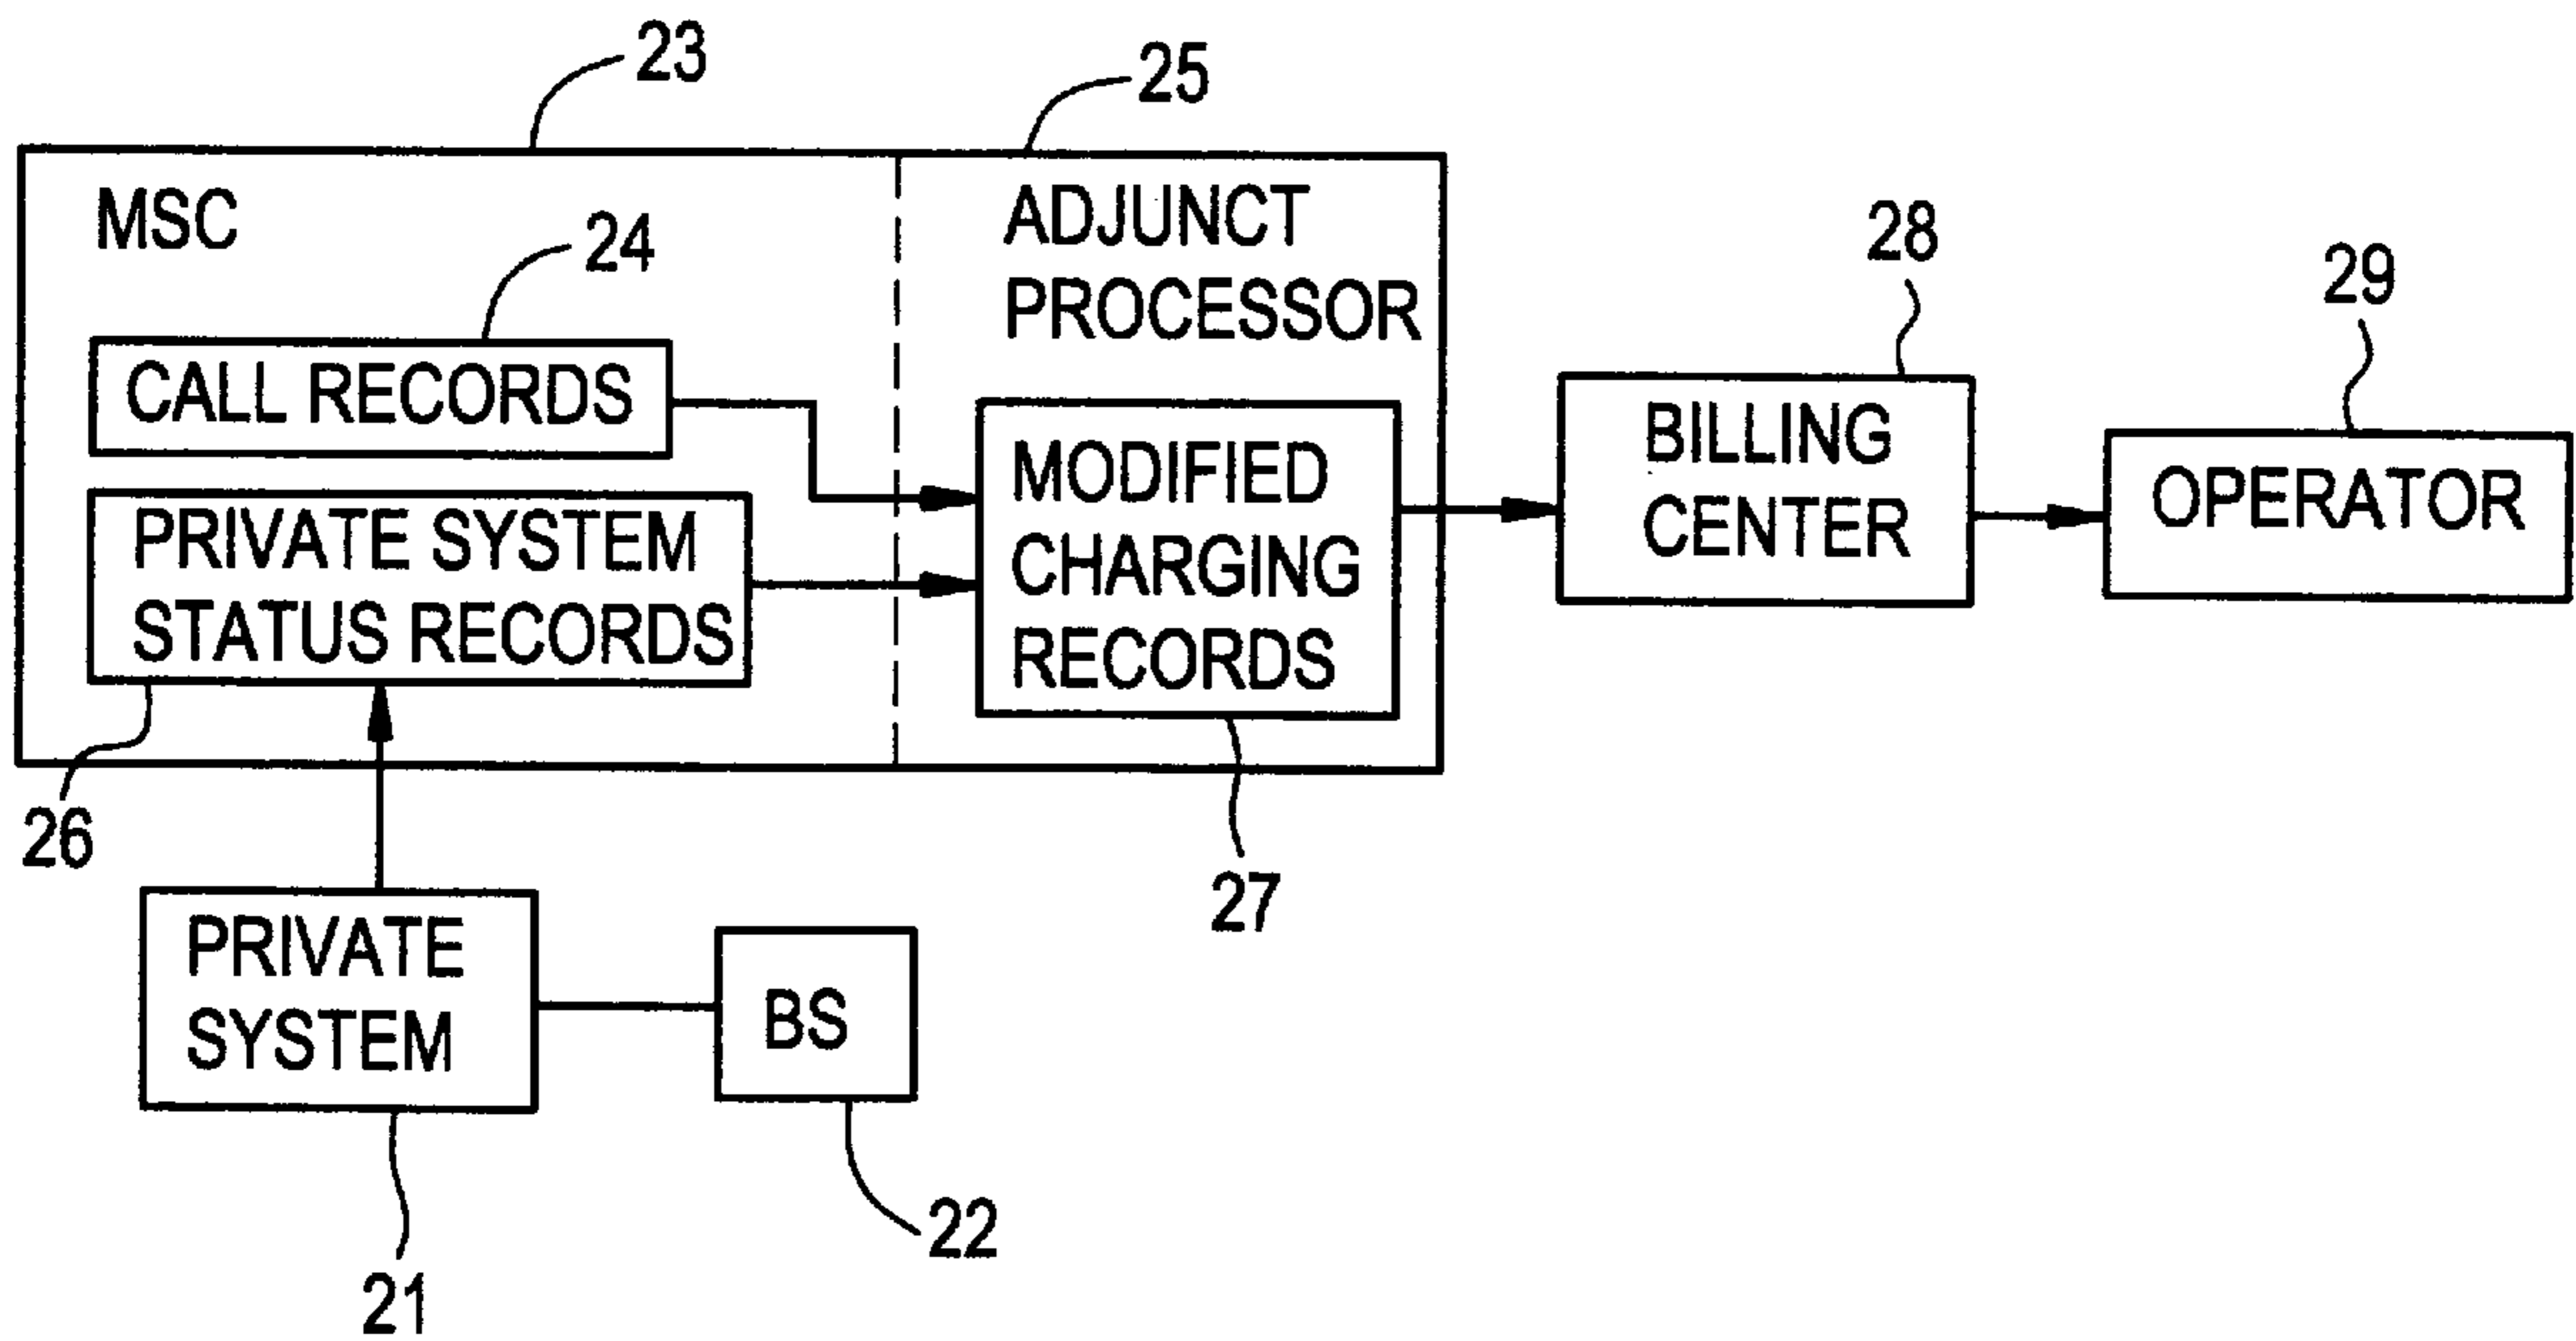 23
25
MSC
ADJUNCT
PROCESSOR
24
28
29
CALL RECORDS
BILLING
CENTER
OPERATOR
MODIFIED
CHARGING
RECORDS
PRIVATE SYSTEM
STATUS RECORDS
26
27
PRIVATE
SYSTEM
BS
22
21